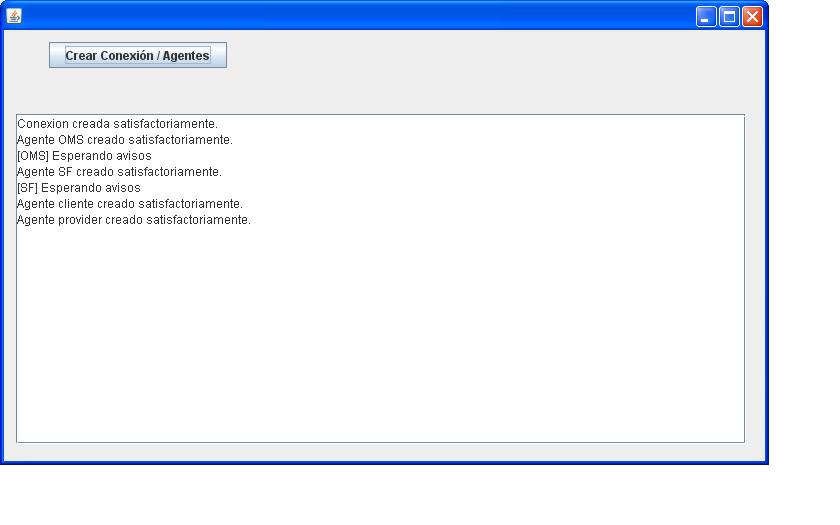 Crear Conexión / Agentes
Conexion creada satisfactoriamente.
Agente OMS creado satisfactoriamente.
[OMS] Esperando avisos
Agente SF creado satisfactoriamente.
[SF] Esperando avisos
Agente cliente creado satisfactoriamente.
Agente provider creado satisfactoriamente.